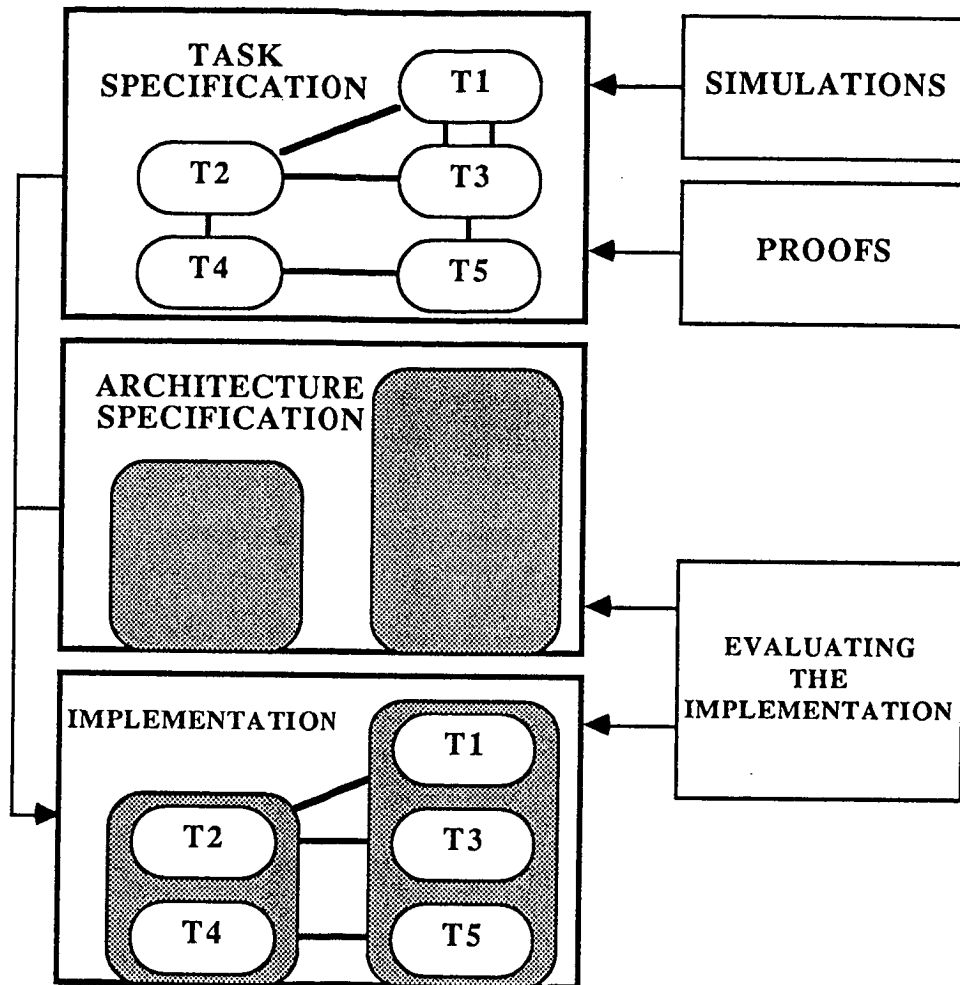 TASK
SPECIFICATION
T1
T2
T3
T4
T5
SIMULATIONS
PROOFS
ARCHITECTURE
SPECIFICATION
IMPLEMENTATION
T1
T2
T3
T4
T5
EVALUATING
THE
IMPLEMENTATION